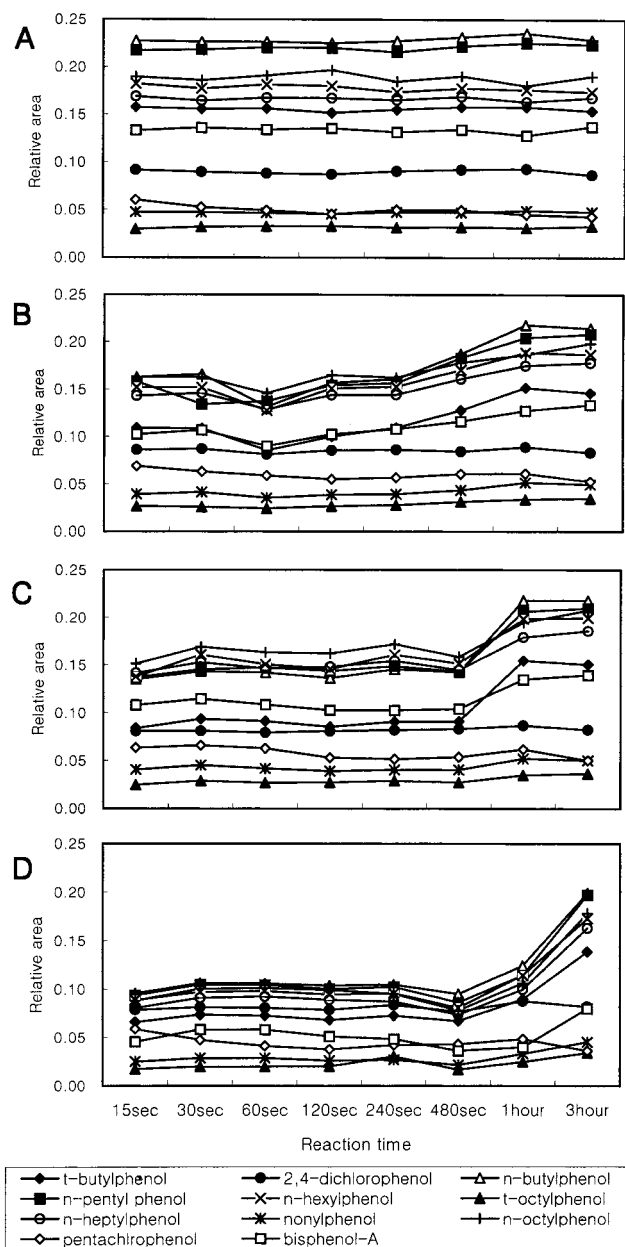 A
0.25
0.20
0.15
0.10
0.05
0.00
Relative area
B
0.25
0.20
0.15
0.10
0.05
0.00
Relative area
C
0.25
0.20
0.15
0.10
0.05
0.00
Relative area
D
0.25
0.20
0.15
0.10
0.05
0.00
Relative area
15sec 30sec 60sec 120sec 240sec 480sec 1hour 3hour
Reaction time
t-butylphenol 2,4-dichlorophenol n-butylphenol
n-pentyl phenol n-hexylphenol t-octylphenol
n-heptylphenol nonylphenol n-octylphenol
pentachlrophenol bisphenol-A